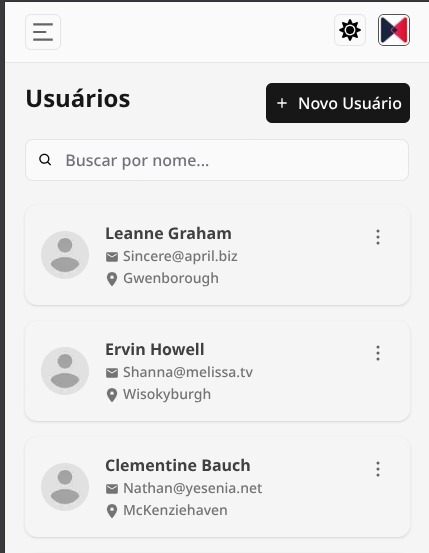 Usuários
+ Novo Usuário
Buscar por nome...
Leanne Graham
Sincere@april.biz
Gwenborough
Ervin Howell
Shanna@melissa.tv
Wisokyburgh
Clementine Bauch
Nathan@yesenia.net
McKenziehaven